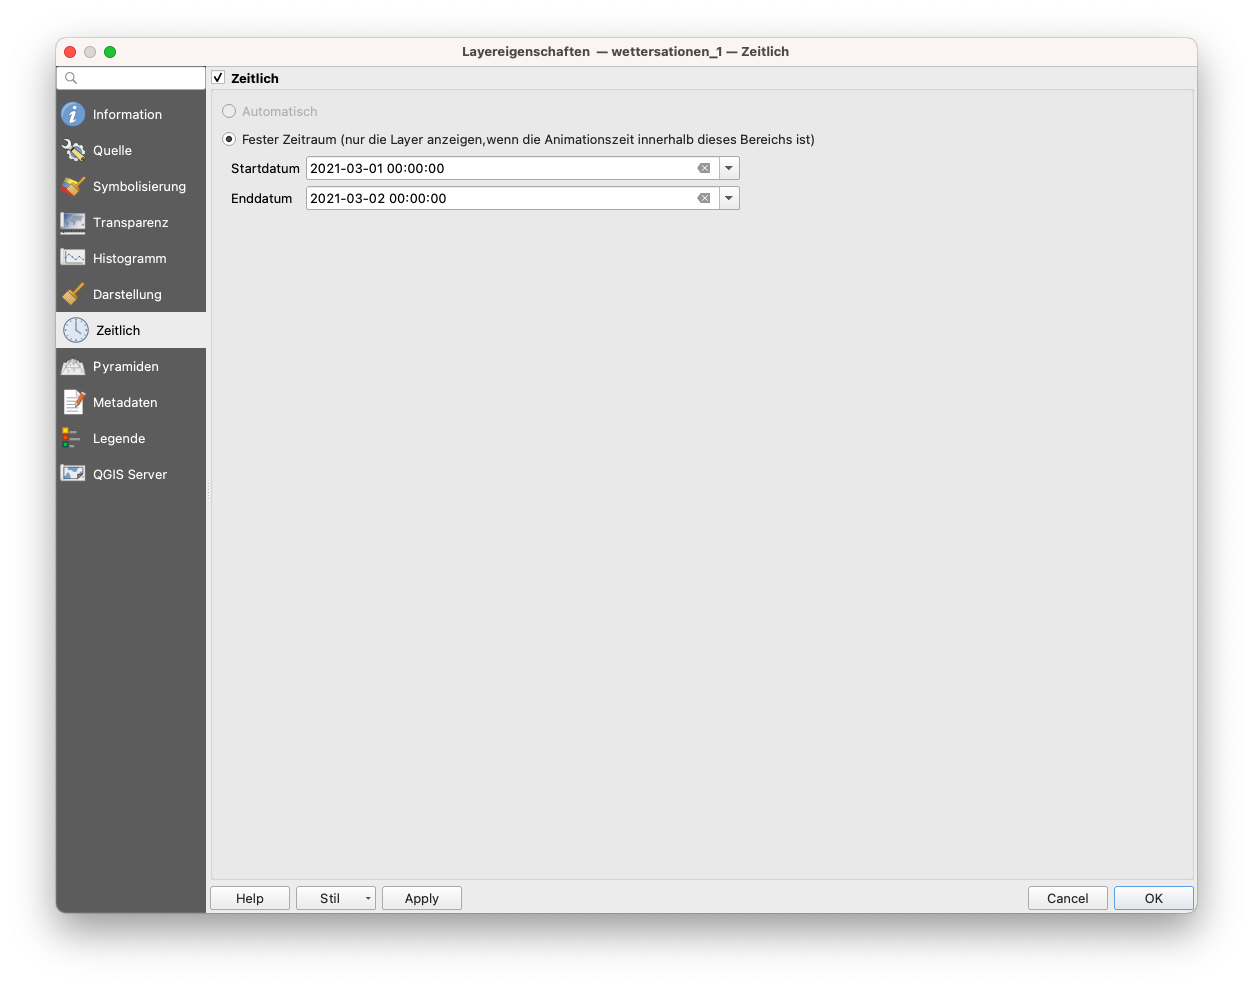 Layereigenschaften — wettersationen_1 — Zeitlich
Zeitlich
Information
Quelle
Symbolisierung
Transparenz
Histogramm
Darstellung
Zeitlich
Pyramiden
Metadaten
Legende
QGIS Server
Automatisch
Fester Zeitraum (nur die Layer anzeigen,wenn die Animationszeit innerhalb dieses Bereichs ist)
Startdatum 2021-03-01 00:00:00
Enddatum 2021-03-02 00:00:00
Help Stil Apply Cancel OK